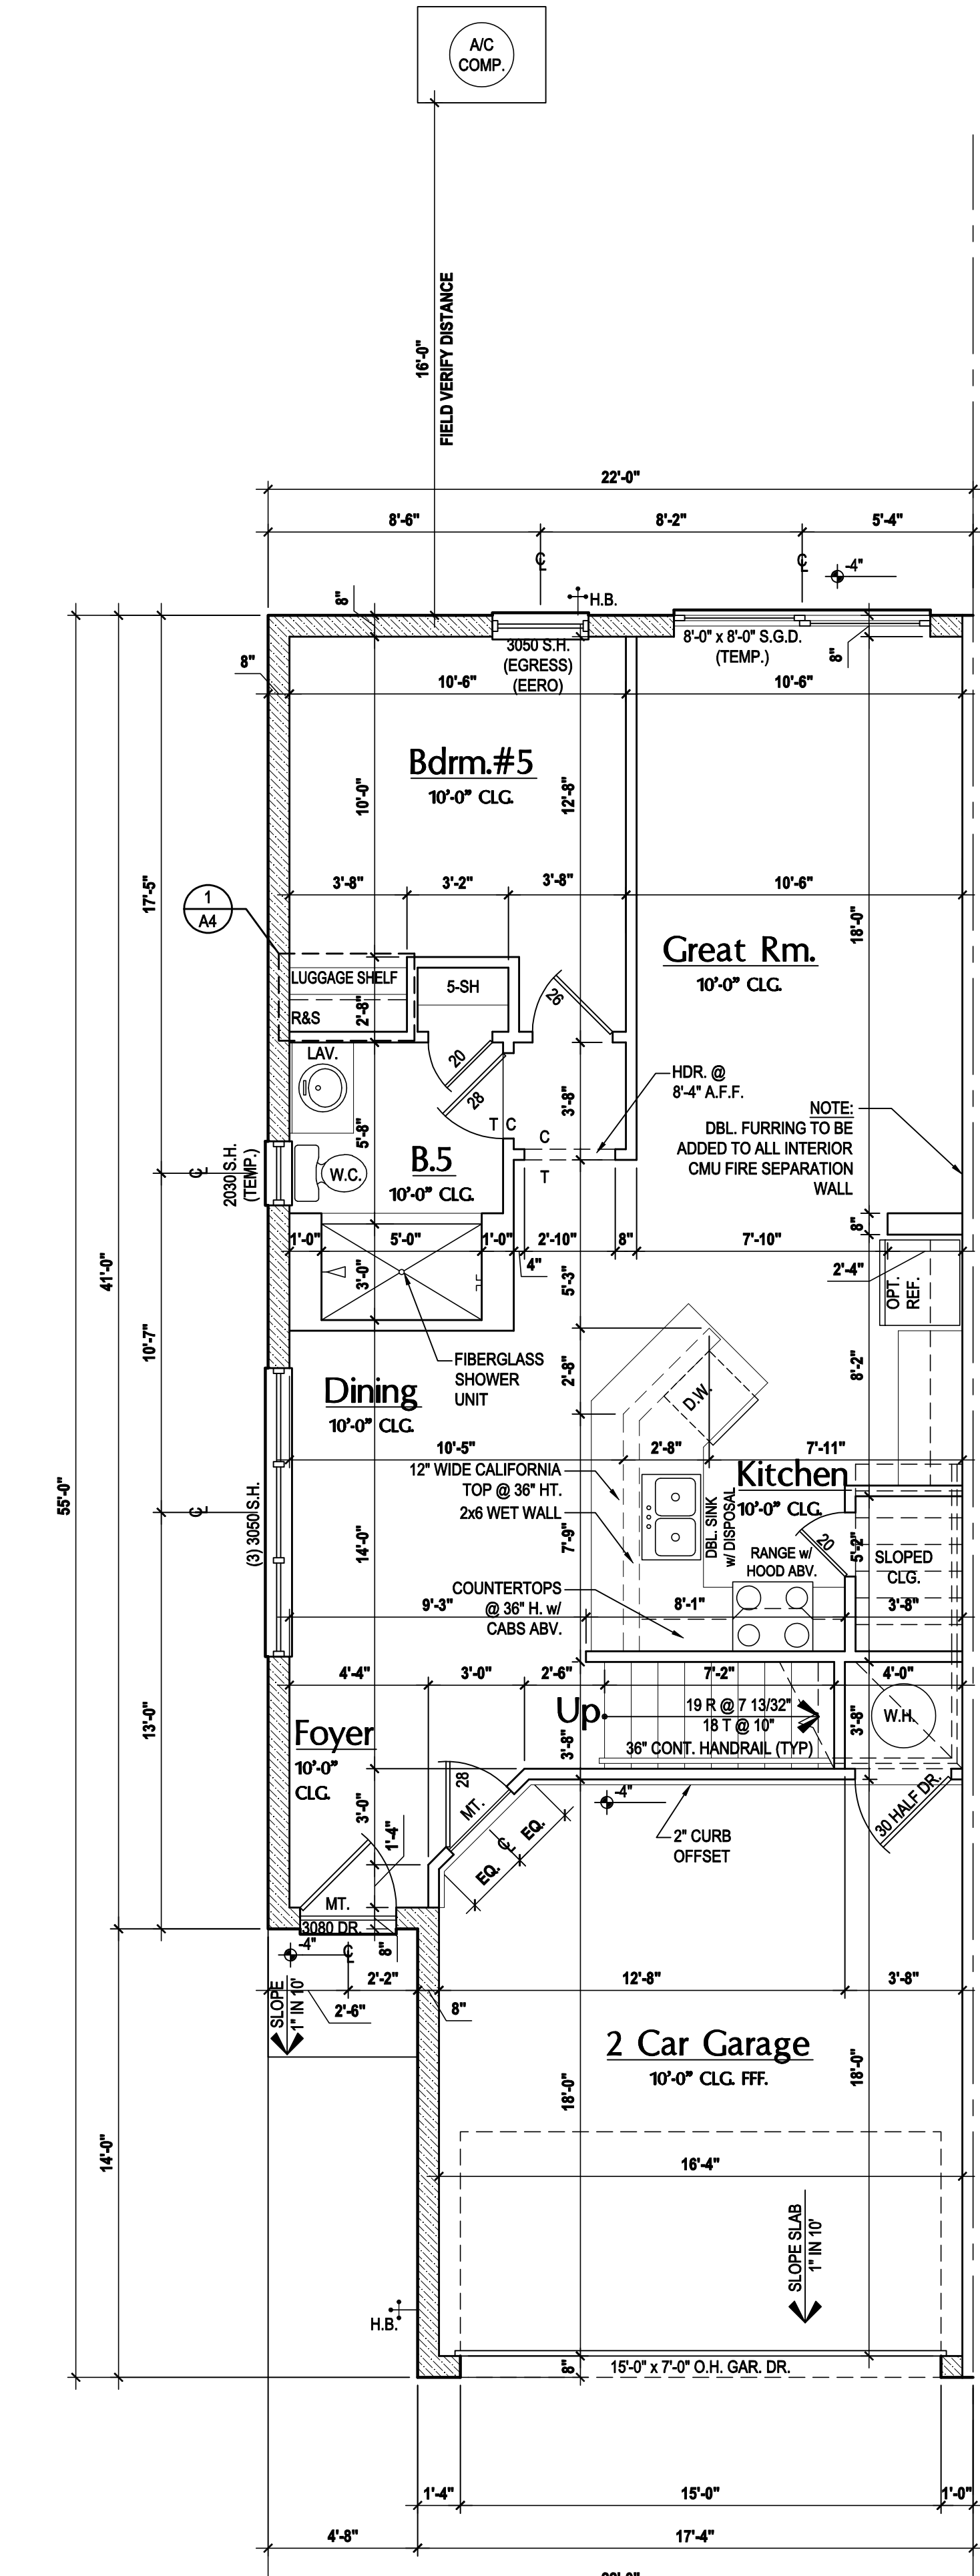 A/C
COMP.
16'-0"
FIELD VERIFY DISTANCE
22'-0"
8'-6"
8'-2"
5'-4"
-4"
8"
H.B.
3050 S.H.
(EGRESS)
(EERO)
8'-0" x 8'-0" S.G.D.
(TEMP.)
8"
8"
10'-6"
10'-6"
Bdrm.#5
10'-0" CLG.
10'-0"
12'-8"
17'-5"
3'-8"
3'-2"
3'-8"
10'-6"
1
A4
18'-0"
Great Rm.
10'-0" CLG.
LUGGAGE SHELF
5-SH
26
R&S
2'-8"
LAV.
20
28
HDR. @
8'-4" A.F.F.
3'-8"
NOTE:
DBL. FURRING TO BE
ADDED TO ALL INTERIOR
CMU FIRE SEPARATION
WALL
5'-8"
T C
C
T
2030 S.H.
(TEMP.)
W.C.
B.5
10'-0" CLG.
8"
1'-0"
5'-0"
1'-0"
2'-10"
8"
7'-10"
4"
2'-4"
3'-0"
5'-3"
OPT.
REF.
41'-0"
10'-7"
FIBERGLASS
SHOWER
UNIT
2'-8"
8'-2"
Dining
10'-0" CLG.
D.W.
10'-5"
2'-8"
7'-11"
12" WIDE CALIFORNIA
TOP @ 36" HT.
Kitchen
10'-0" CLG.
55'-0"
2x6 WET WALL
(3) 3050 S.H.
14'-0"
7'-9"
DBL. SINK
w/ DISPOSAL
RANGE w/
HOOD ABV.
20
5'-2"
SLOPED
CLG.
COUNTERTOPS
@ 36" H. w/
CABS ABV.
9'-3"
8'-1"
3'-8"
4'-4"
3'-0"
2'-6"
7'-2"
4'-0"
13'-0"
Foyer
10'-0"
CLG.
Up
19 R @ 7 13/32"
18 T @ 10"
36" CONT. HANDRAIL (TYP)
3'-8"
3'-8"
W.H.
28
MT.
-4"
30 HALF DR.
3'-0"
1'-4"
EQ.
EQ.
2" CURB
OFFSET
MT.
3080 DR.
-4"
8"
SLOPE
1" IN 10'
2'-2"
2'-6"
8"
12'-8"
3'-8"
2 Car Garage
10'-0" CLG. FFF.
18'-0"
18'-0"
14'-0"
16'-4"
SLOPE SLAB
1" IN 10'
H.B.
8"
15'-0" x 7'-0" O.H. GAR. DR.
1'-4"
15'-0"
1'-0"
4'-8"
17'-4"